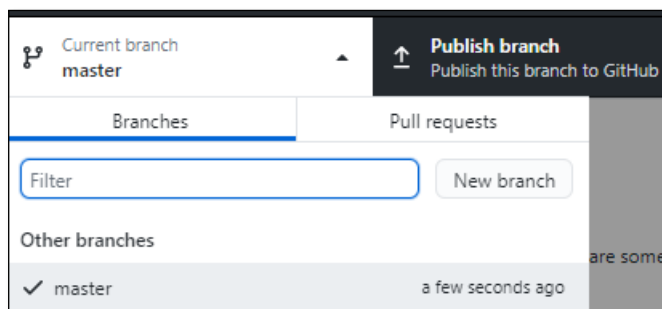 Current branch
master
Publish branch
Publish this branch to GitHub
Branches
Pull requests
Filter
New branch
Other branches
are some
master
a few seconds ago